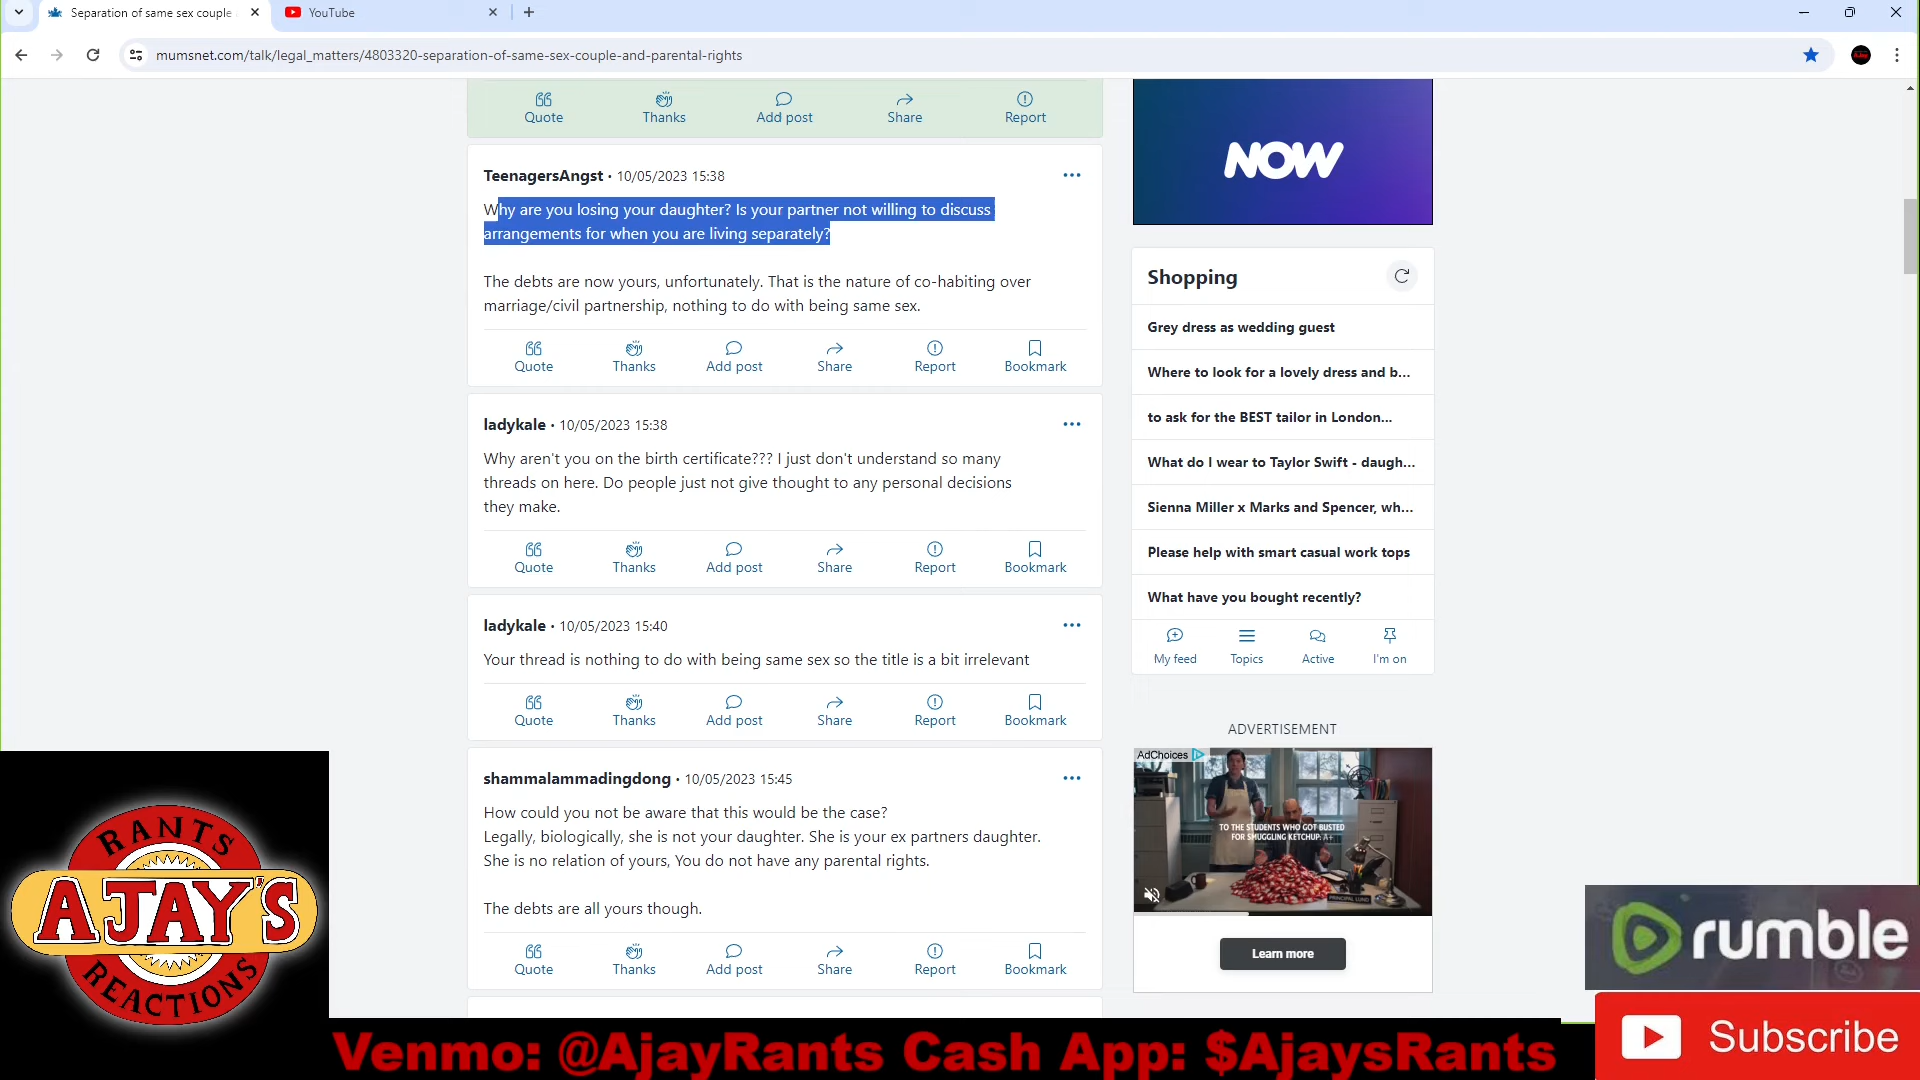 Separation of same sex couple
YouTube
mumsnet.com/talk/legal_matters/4803320-separation-of-same-sex-couple-and-parental-rights
Quote Thanks Add post Share Report
TeenagersAngst · 10/05/2023 15:38
Why are you losing your daughter? Is your partner not willing to discuss
arrangements for when you are living separately?
The debts are now yours, unfortunately. That is the nature of co-habiting over
marriage/civil partnership, nothing to do with being same sex.
Quote Thanks Add post Share Report Bookmark
ladykale · 10/05/2023 15:38
Why aren't you on the birth certificate??? I just don't understand so many
threads on here. Do people just not give thought to any personal decisions
they make.
Quote Thanks Add post Share Report Bookmark
ladykale · 10/05/2023 15:40
Your thread is nothing to do with being same sex so the title is a bit irrelevant
Quote Thanks Add post Share Report Bookmark
shammalammadingdong · 10/05/2023 15:45
How could you not be aware that this would be the case?
Legally, biologically, she is not your daughter. She is your ex partners daughter.
She is no relation of yours, You do not have any parental rights.
The debts are all yours though.
Quote Thanks Add post Share Report Bookmark
NOW
Shopping
Grey dress as wedding guest
Where to look for a lovely dress and b...
to ask for the BEST tailor in London...
What do I wear to Taylor Swift - daugh...
Sienna Miller x Marks and Spencer, wh...
Please help with smart casual work tops
What have you bought recently?
My feed Topics Active I'm on
ADVERTISEMENT
AdChoices
TO THE STUDENTS WHO GOT BUSTED
FOR SMUGGLING KETCHUP: A+
PRINCIPAL LUND
Learn more
RANTS
AJAY'S
REACTIONS
rumble
Subscribe
Venmo: @AjayRants Cash App: $AjaysRants